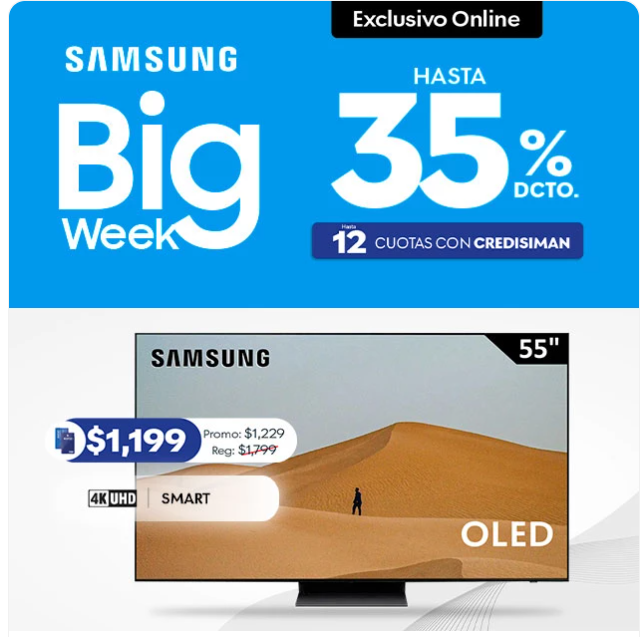 Exclusivo Online
SAMSUNG
Big
Week
HASTA
35%
DCTO.
Hasta
12 CUOTAS CON CREDISIMAN
SAMSUNG
55"
$1,199
Promo: $1,229
Reg: $1,799
4K UHD
SMART
OLED